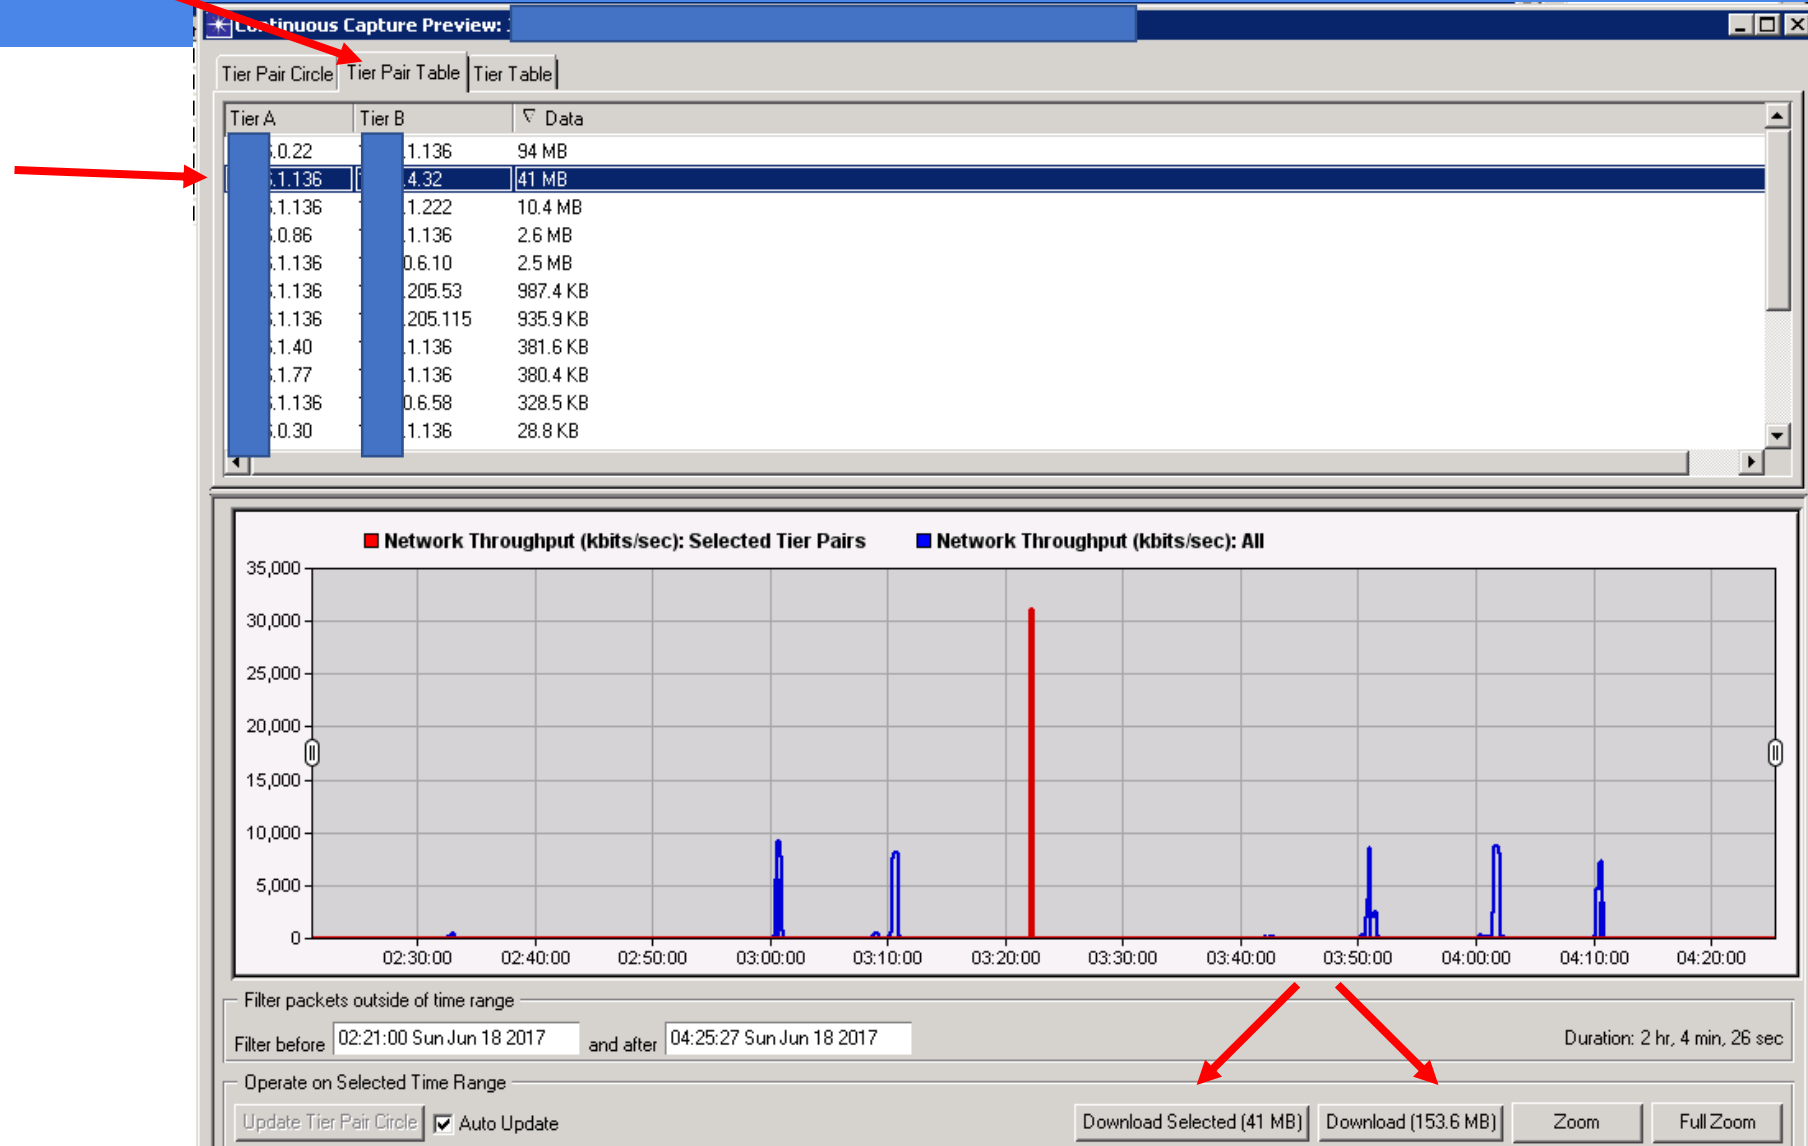 Continuous Capture Preview:
Tier Pair Circle Tier Pair Table Tier Table
Tier A Tier B Data
.0.22 .1.136 94 MB
.1.136 .4.32 41 MB
.1.136 .1.222 10.4 MB
.0.86 .1.136 2.6 MB
.1.136 0.6.10 2.5 MB
.1.136 .205.53 987.4 KB
.1.136 .205.115 935.9 KB
.1.40 .1.136 381.6 KB
.1.77 .1.136 380.4 KB
.1.136 0.6.58 328.5 KB
.0.30 .1.136 28.8 KB
Network Throughput (kbits/sec): Selected Tier Pairs Network Throughput (kbits/sec): All
35,000
30,000
25,000
20,000
15,000
10,000
5,000
0
02:30:00 02:40:00 02:50:00 03:00:00 03:10:00 03:20:00 03:30:00 03:40:00 03:50:00 04:00:00 04:10:00 04:20:00
Filter packets outside of time range
Filter before 02:21:00 Sun Jun 18 2017 and after 04:25:27 Sun Jun 18 2017 Duration: 2 hr, 4 min, 26 sec
Operate on Selected Time Range
Update Tier Pair Circle Auto Update Download Selected (41 MB) Download (153.6 MB) Zoom Full Zoom